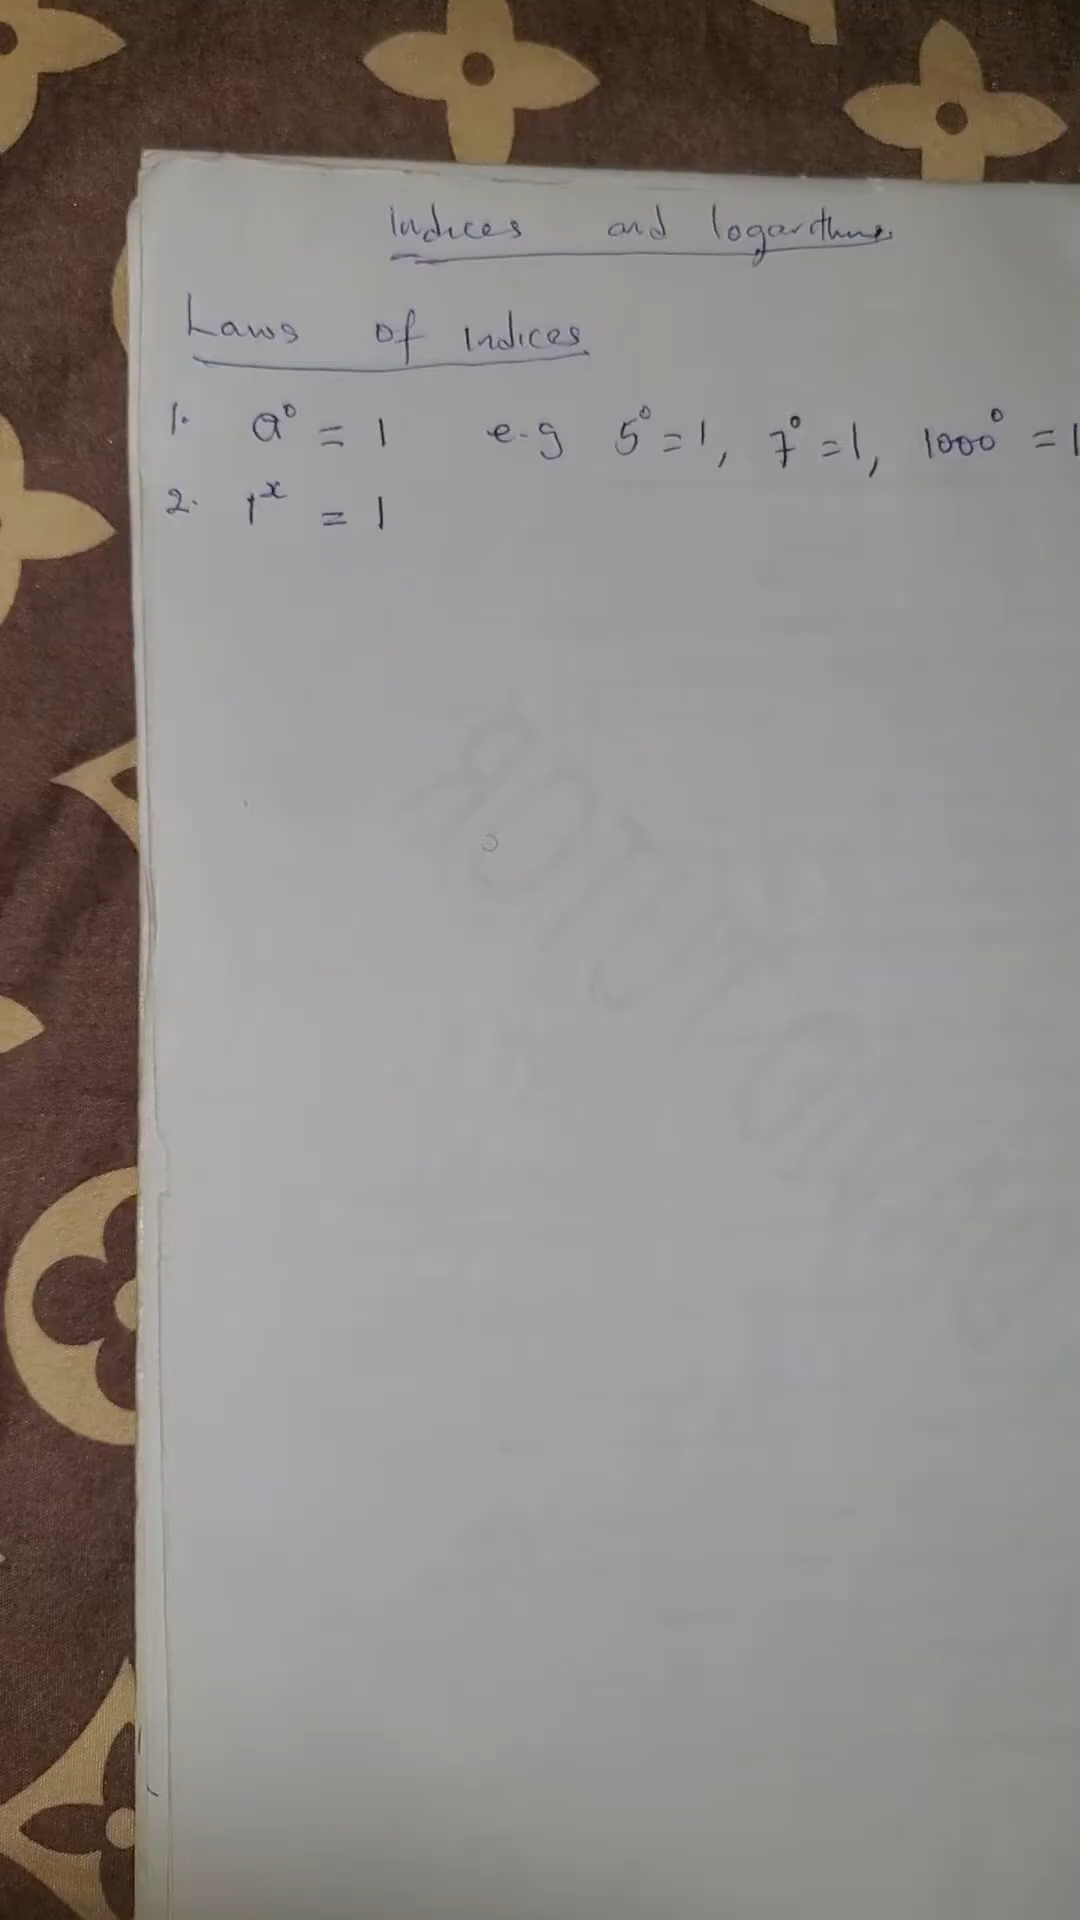 Indices and logarithms
Laws of Indices
1. a⁰ = 1 e.g 5⁰ = 1, 7⁰ = 1, 1000⁰ = 1
2. 1ˣ = 1